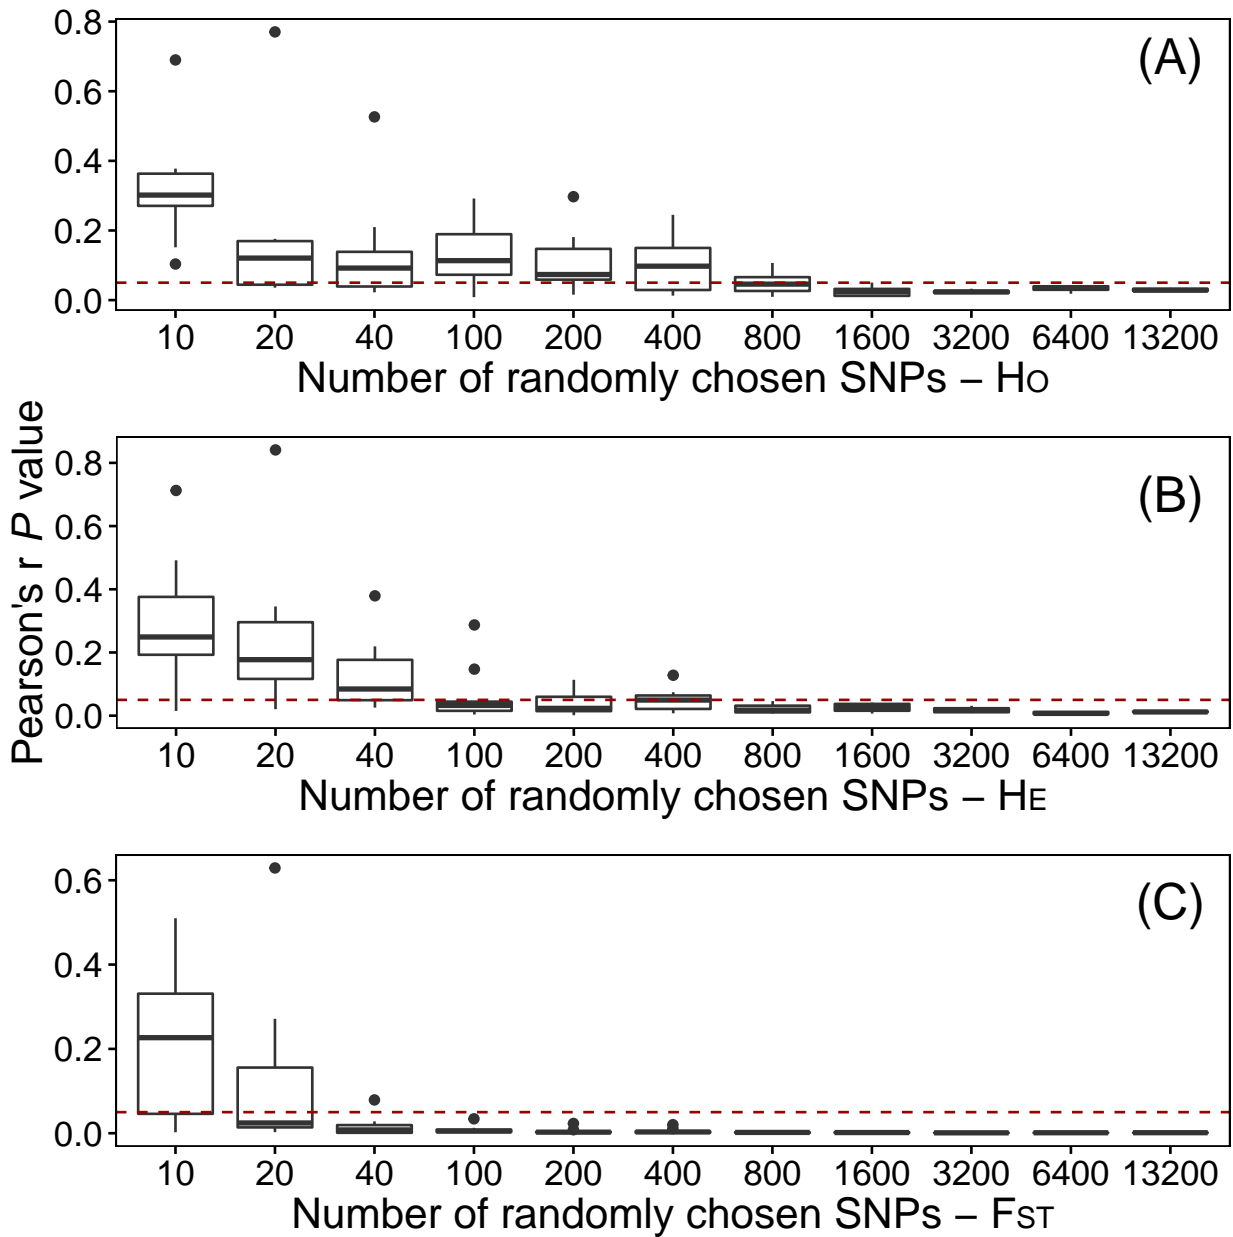 0.8
0.6
0.4
0.2
0.0
(A)
10 20 40 100 200 400 800 1600 3200 6400 13200
Number of randomly chosen SNPs – HO
Pearson's r P value
0.8
0.6
0.4
0.2
0.0
(B)
10 20 40 100 200 400 800 1600 3200 6400 13200
Number of randomly chosen SNPs – HE
0.6
0.4
0.2
0.0
(C)
10 20 40 100 200 400 800 1600 3200 6400 13200
Number of randomly chosen SNPs – FST